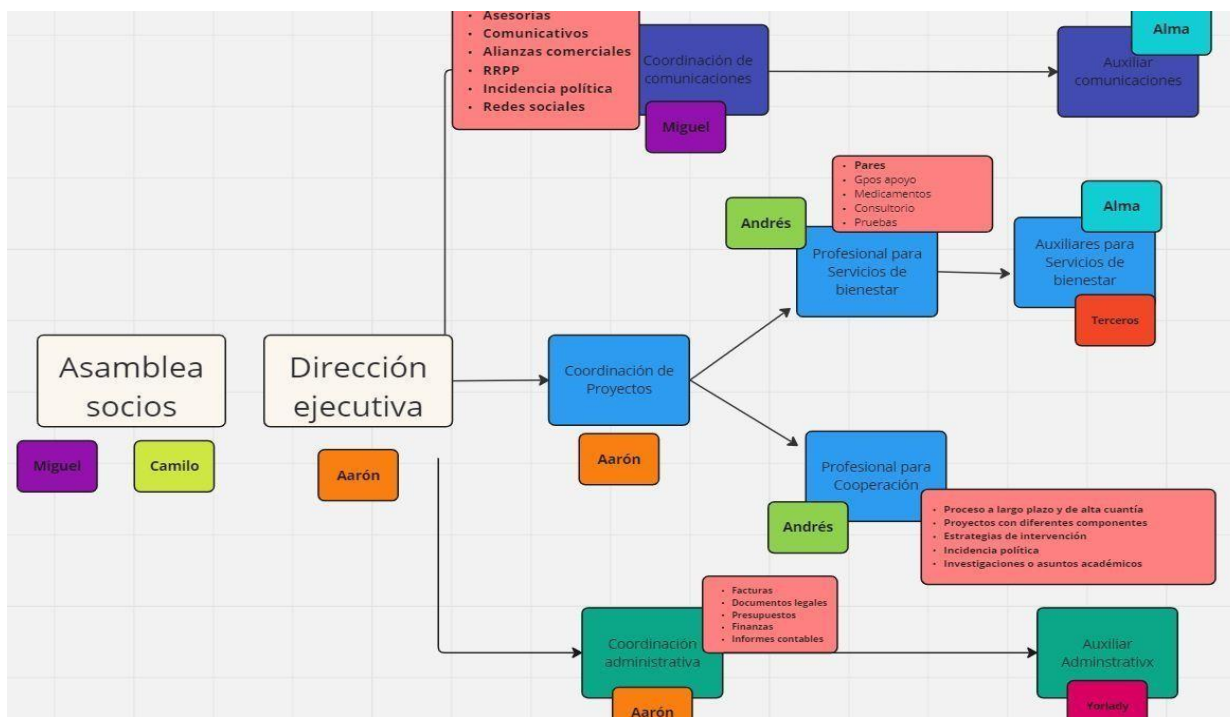 • Asesorías
• Comunicativos
• Alianzas comerciales
• RRPP
• Incidencia política
• Redes sociales
Coordinación de
comunicaciones
Miguel
Alma
Auxiliar
comunicaciones
• Pares
• Gpos apoyo
• Medicamentos
• Consultorio
• Pruebas
Andrés
Profesional para
Servicios de
bienestar
Alma
Auxiliares para
Servicios de
bienestar
Terceros
Asamblea
socios
Miguel
Camilo
Dirección
ejecutiva
Aarón
Coordinación de
Proyectos
Aarón
Profesional para
Cooperación
Andrés
• Proceso a largo plazo y de alta cuantía
• Proyectos con diferentes componentes
• Estrategias de intervención
• Incidencia política
• Investigaciones o asuntos académicos
• Facturas
• Documentos legales
• Presupuestos
• Finanzas
• Informes contables
Coordinación
administrativa
Aarón
Auxiliar
Adminstrativx
Yorlady